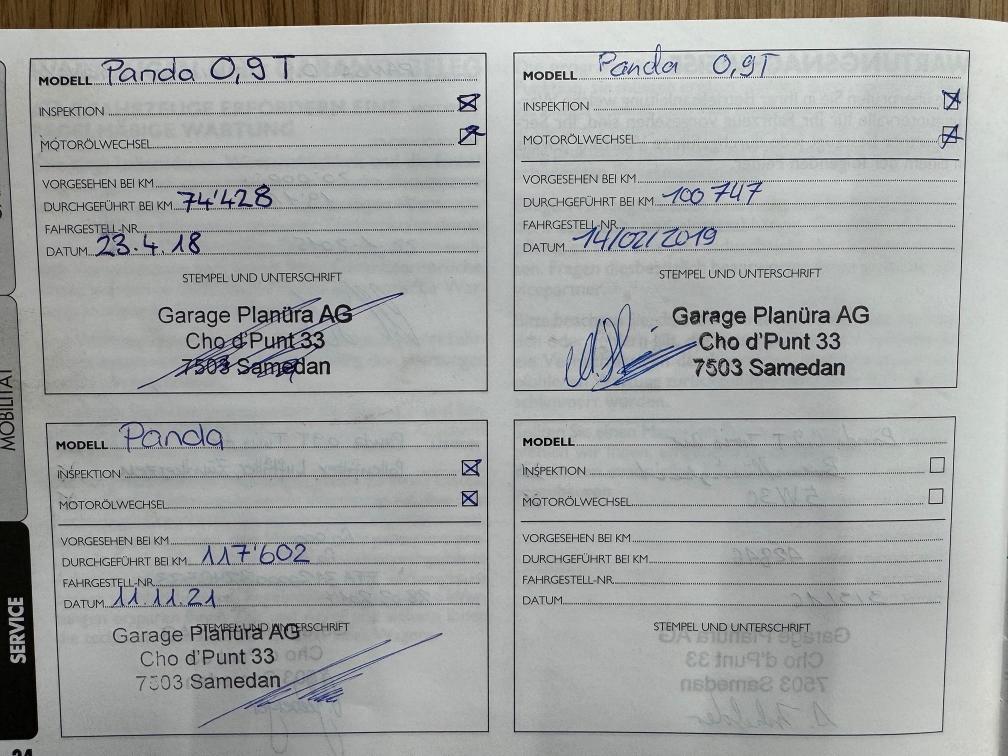 MODELL Panda 0,9T
INSPEKTION
MOTORÖLWECHSEL
VORGESEHEN BEI KM
DURCHGEFÜHRT BEI KM 74'428
FAHRGESTELL-NR.
DATUM 23.4.18
STEMPEL UND UNTERSCHRIFT
Garage Planüra AG
Cho d'Punt 33
7503 Samedan
MODELL Panda 0,9T
INSPEKTION
MOTORÖLWECHSEL
VORGESEHEN BEI KM
DURCHGEFÜHRT BEI KM 100 747
FAHRGESTELL-NR.
DATUM 14/02/2019
STEMPEL UND UNTERSCHRIFT
Garage Planüra AG
Cho d'Punt 33
7503 Samedan
MODELL Panda
INSPEKTION
MOTORÖLWECHSEL
VORGESEHEN BEI KM
DURCHGEFÜHRT BEI KM 117'602
FAHRGESTELL-NR.
DATUM 11.11.21
STEMPEL UND UNTERSCHRIFT
Garage Planüra AG
Cho d'Punt 33
7503 Samedan
MODELL
INSPEKTION
MOTORÖLWECHSEL
VORGESEHEN BEI KM
DURCHGEFÜHRT BEI KM
FAHRGESTELL-NR.
DATUM
STEMPEL UND UNTERSCHRIFT
MOBILITÄT
SERVICE